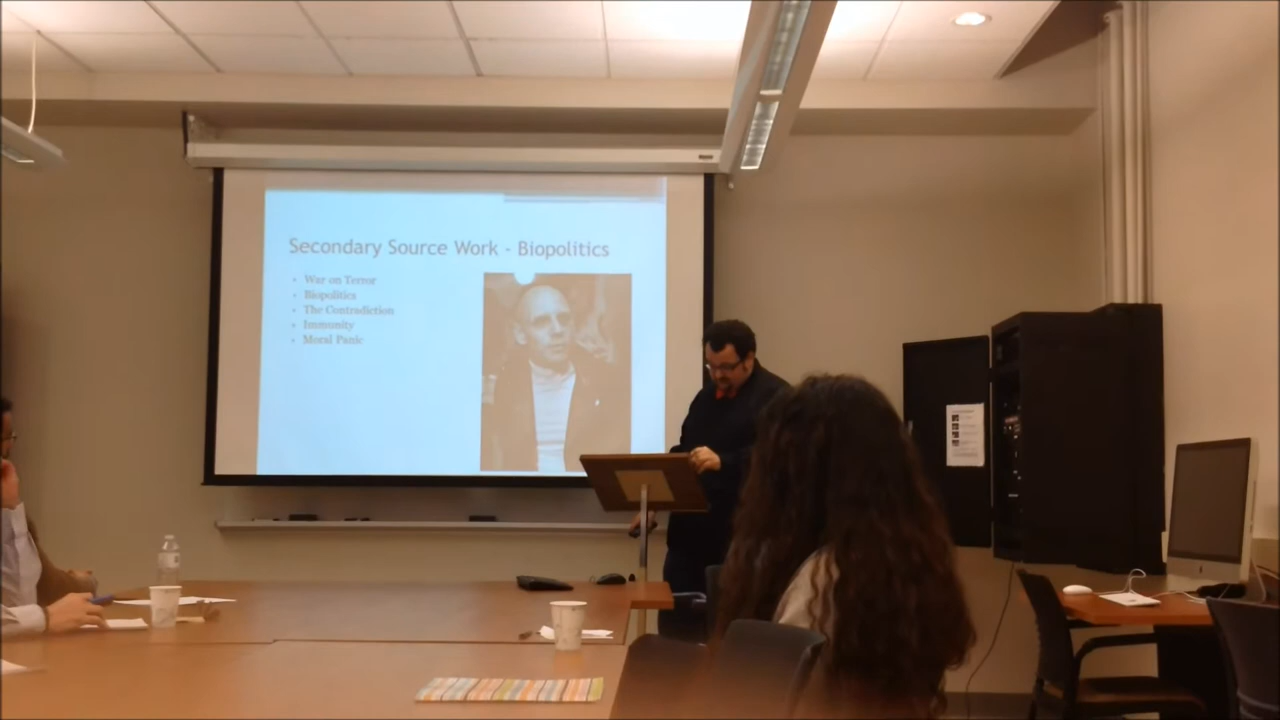 Secondary Source Work - Biopolitics
• War on Terror
• Biopolitics
• The Contradiction
• Immunity
• Moral Panic